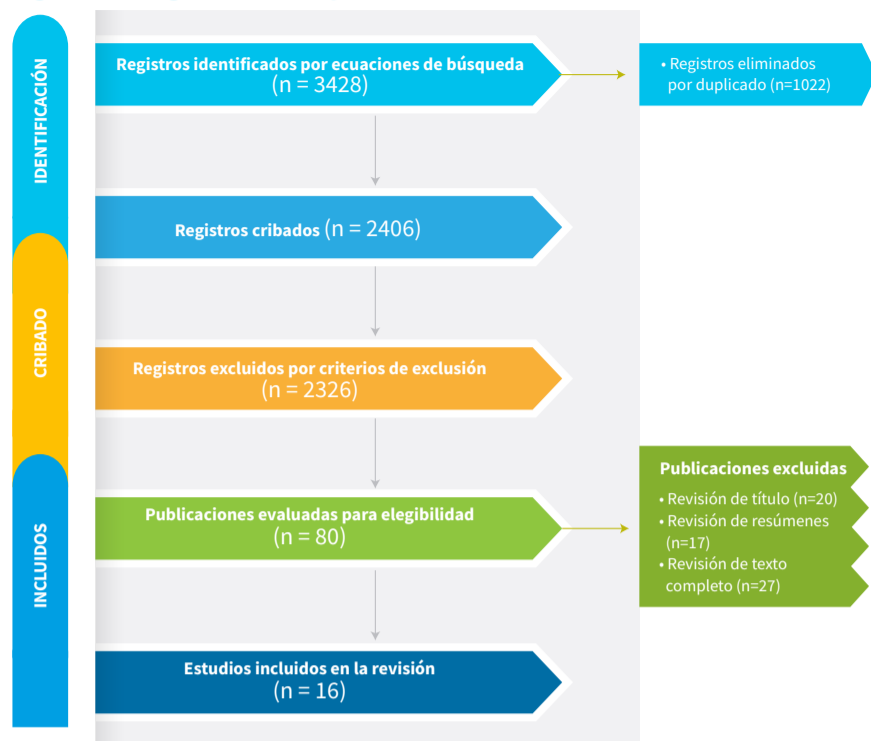 IDENTIFICACIÓN
Registros identificados por ecuaciones de búsqueda
(n = 3428)
• Registros eliminados
por duplicado (n=1022)
Registros cribados (n = 2406)
CRIBADO
Registros excluidos por criterios de exclusión
(n = 2326)
INCLUIDOS
Publicaciones evaluadas para elegibilidad
(n = 80)
Publicaciones excluidas
• Revisión de título (n=20)
• Revisión de resúmenes
(n=17)
• Revisión de texto
completo (n=27)
Estudios incluidos en la revisión
(n = 16)